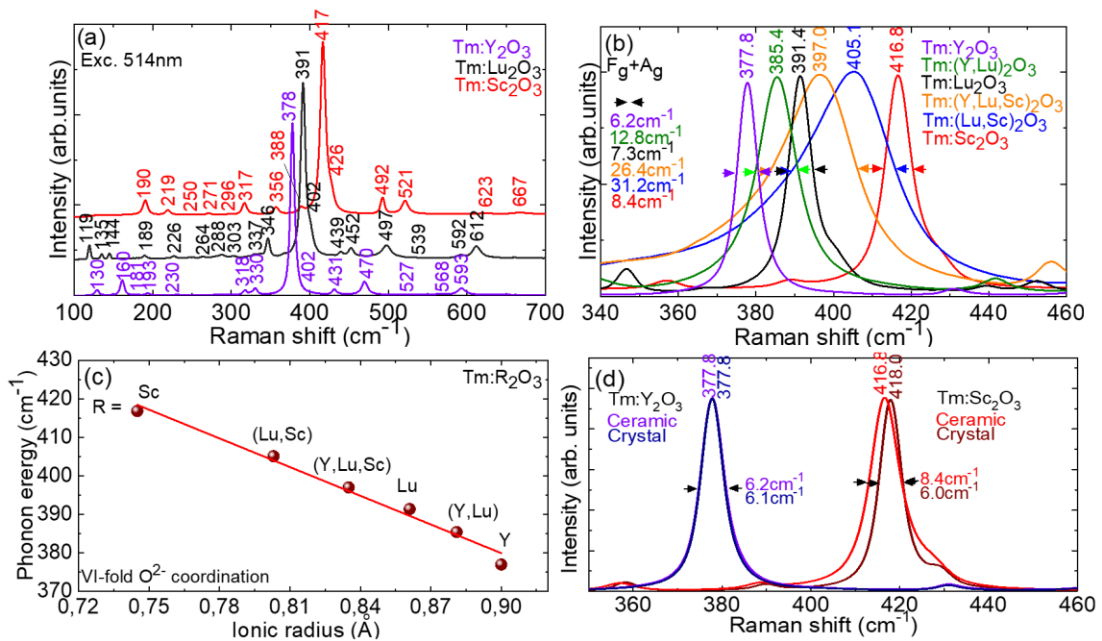 (a)
Exc. 514nm
Tm:Y₂O₃
Tm:Lu₂O₃
Tm:Sc₂O₃
417
391
378
388
402
426
190
219
250
271
296
317
356
492
521
623
667
119
135
144
189
226
264
288
303
337
346
439
452
497
539
592
612
130
160
181
193
230
318
330
402
431
470
527
568
593
Intensity (arb.units)
100 200 300 400 500 600 700
Raman shift (cm⁻¹)
(b)
F₉+A₉
377.8
385.4
391.4
397.0
405.1
416.8
Tm:Y₂O₃
Tm:(Y,Lu)₂O₃
Tm:Lu₂O₃
Tm:(Y,Lu,Sc)₂O₃
Tm:(Lu,Sc)₂O₃
Tm:Sc₂O₃
6.2cm⁻¹
12.8cm⁻¹
7.3cm⁻¹
26.4cm⁻¹
31.2cm⁻¹
8.4cm⁻¹
Intensity (arb.units)
340 360 380 400 420 440 460
Raman shift (cm⁻¹)
(c)
Tm:R₂O₃
R =
Sc
(Lu,Sc)
(Y,Lu,Sc)
Lu
(Y,Lu)
Y
VI-fold O²⁻ coordination
Phonon energy (cm⁻¹)
430
420
410
400
390
380
370
0,72 0,75 0,78 0,81 0,84 0,87 0,90
Ionic radius (Å)
(d)
377.8
377.8
416.8
418.0
Tm:Y₂O₃
Ceramic
Crystal
Tm:Sc₂O₃
Ceramic
Crystal
6.2cm⁻¹
6.1cm⁻¹
8.4cm⁻¹
6.0cm⁻¹
Intensity (arb. units)
360 380 400 420 440 460
Raman shift (cm⁻¹)